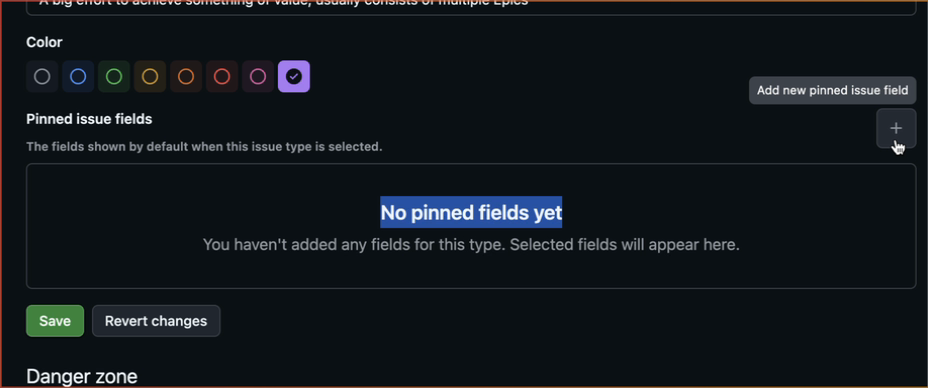 A big effort to achieve something of value, usually consists of multiple Epics
Color
Add new pinned issue field
Pinned issue fields
The fields shown by default when this issue type is selected.
No pinned fields yet
You haven't added any fields for this type. Selected fields will appear here.
Save
Revert changes
Danger zone